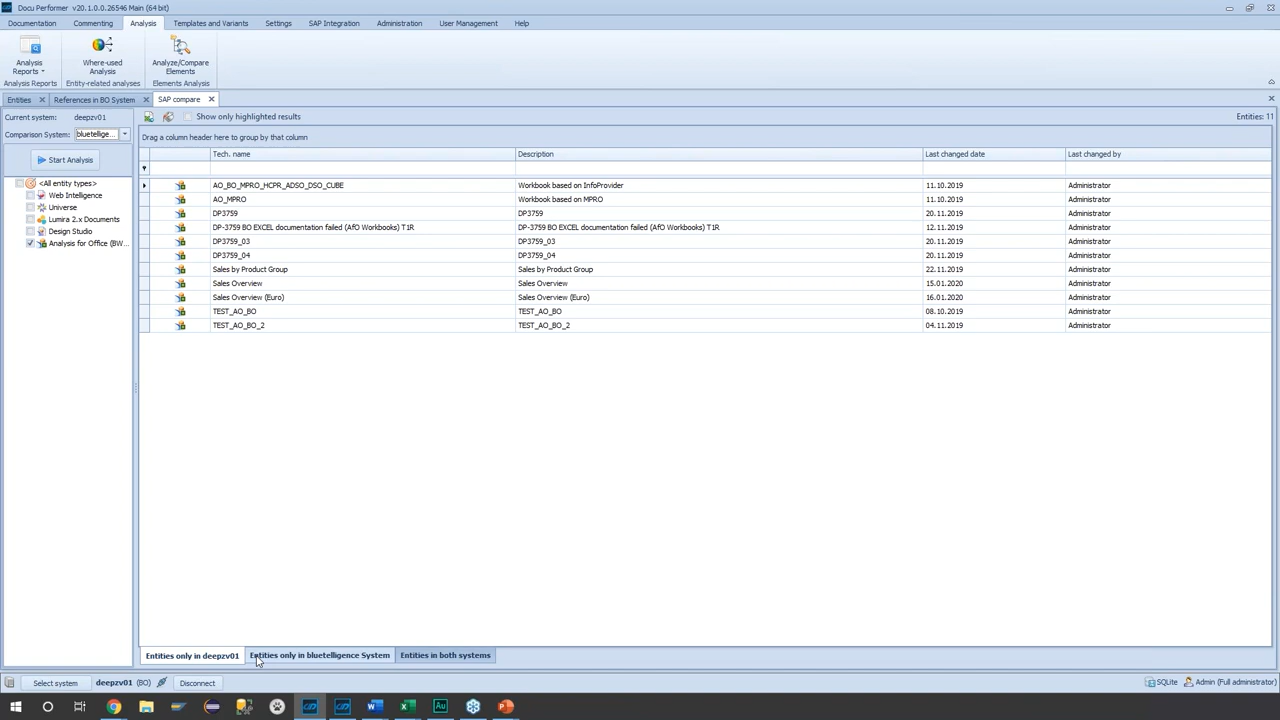 Docu Performer v20.1.0.0.26546 Main (64 bit)
Documentation Commenting Analysis Templates and Variants Settings SAP Integration Administration User Management Help
Analysis Reports Where-used Analysis Analyze/Compare Elements
Analysis Reports Entity-related analyses Elements Analysis
Entities References in BO System SAP compare
Current system: deepzv01 Show only highlighted results Entities: 11
Comparison System: bluetellige...
Drag a column header here to group by that column
Start Analysis
Tech. name Description Last changed date Last changed by
<All entity types>
Web Intelligence
Universe
Lumira 2.x Documents
Design Studio
Analysis for Office (BW...
AO_BO_MPRO_HCPR_ADSO_DSO_CUBE Workbook based on InfoProvider 11.10.2019 Administrator
AO_MPRO Workbook based on MPRO 11.10.2019 Administrator
DP3759 DP3759 20.11.2019 Administrator
DP-3759 BO EXCEL documentation failed (AfO Workbooks) T1R DP-3759 BO EXCEL documentation failed (AfO Workbooks) T1R 12.11.2019 Administrator
DP3759_03 DP3759_03 20.11.2019 Administrator
DP3759_04 DP3759_04 20.11.2019 Administrator
Sales by Product Group Sales by Product Group 22.11.2019 Administrator
Sales Overview Sales Overview 15.01.2020 Administrator
Sales Overview (Euro) Sales Overview (Euro) 16.01.2020 Administrator
TEST_AO_BO TEST_AO_BO 08.10.2019 Administrator
TEST_AO_BO_2 TEST_AO_BO_2 04.11.2019 Administrator
Entities only in deepzv01 Entities only in bluetelligence System Entities in both systems
Select system deepzv01 (BO) Disconnect SQLite Admin (Full administrator)